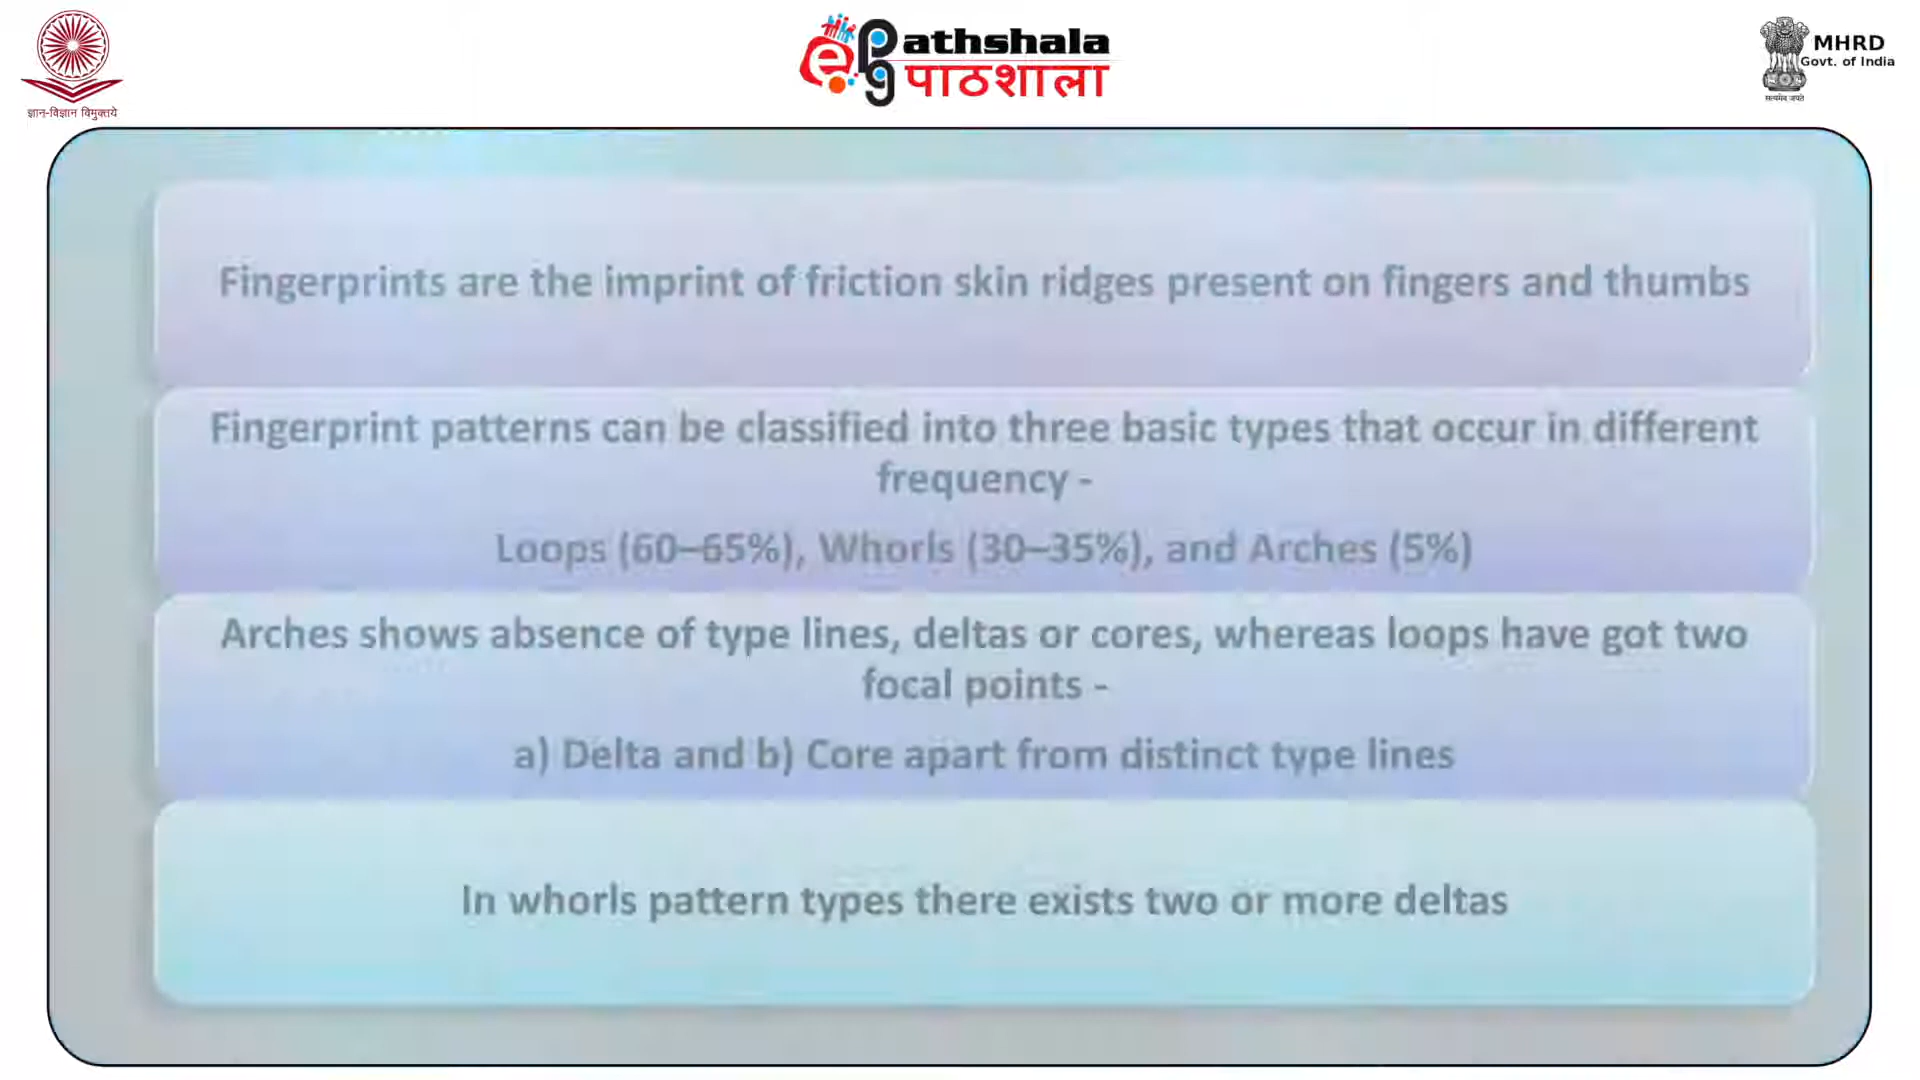 ज्ञान-विज्ञान विमुक्तये
ePg
athshala
पाठशाला
MHRD
Govt. of India
सत्यमेव जयते
Fingerprints are the imprint of friction skin ridges present on fingers and thumbs
Fingerprint patterns can be classified into three basic types that occur in different
frequency -
Loops (60–65%), Whorls (30–35%), and Arches (5%)
Arches shows absence of type lines, deltas or cores, whereas loops have got two
focal points -
a) Delta and b) Core apart from distinct type lines
In whorls pattern types there exists two or more deltas